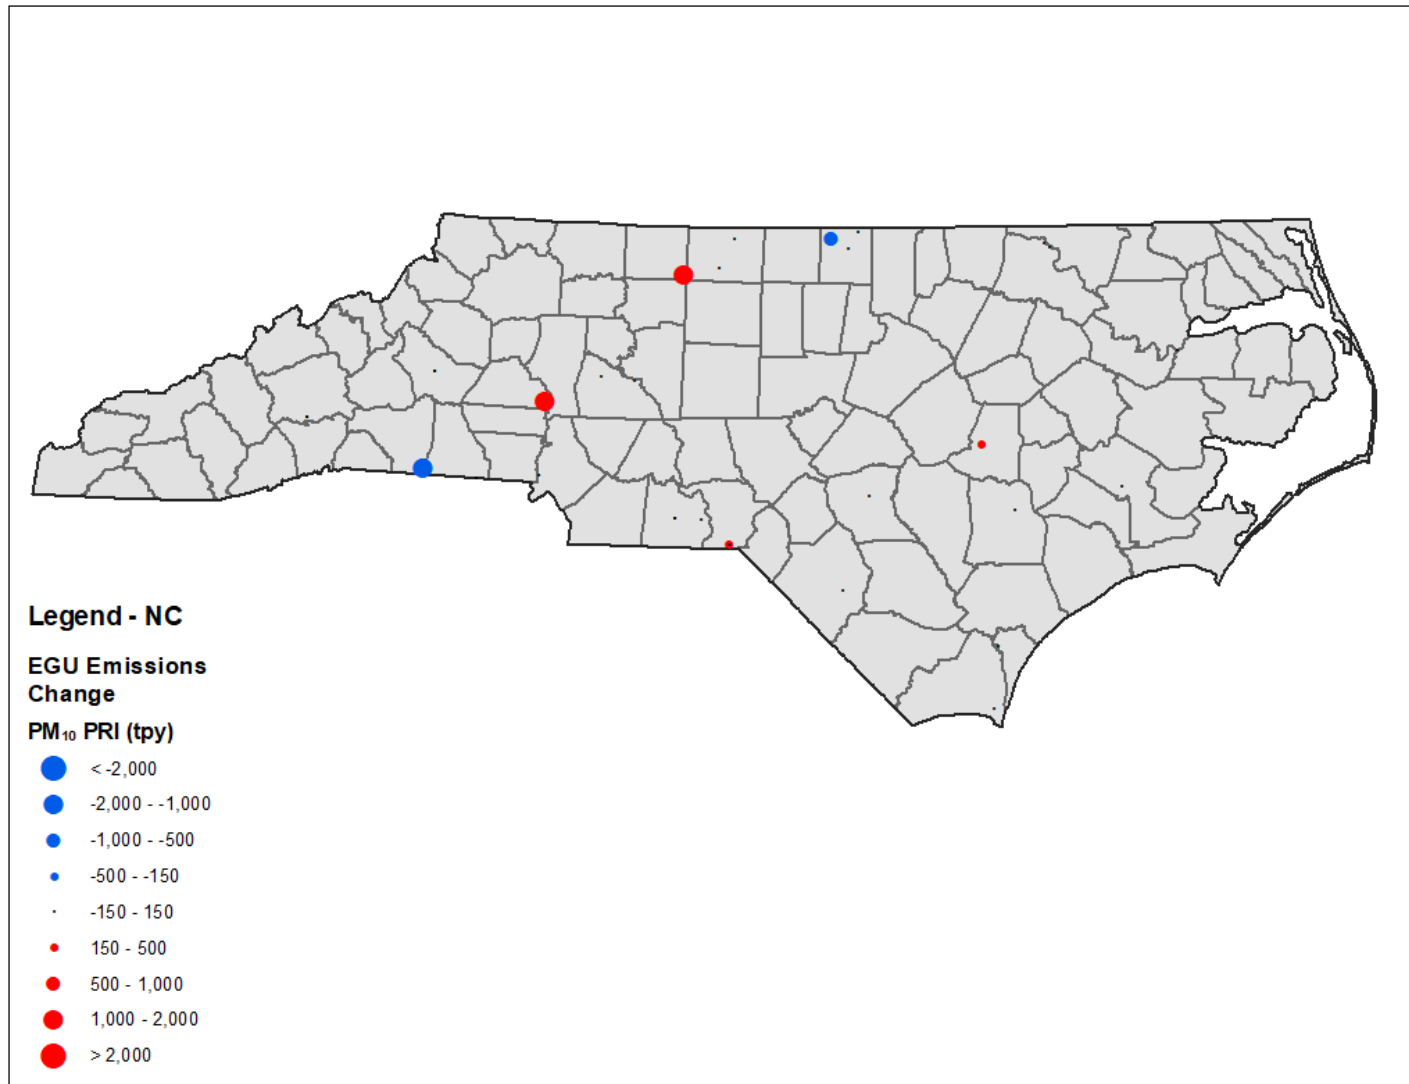 Legend - NC
EGU Emissions
Change
PM₁₀ PRI (tpy)
< -2,000
-2,000 - -1,000
-1,000 - -500
-500 - -150
-150 - 150
150 - 500
500 - 1,000
1,000 - 2,000
> 2,000